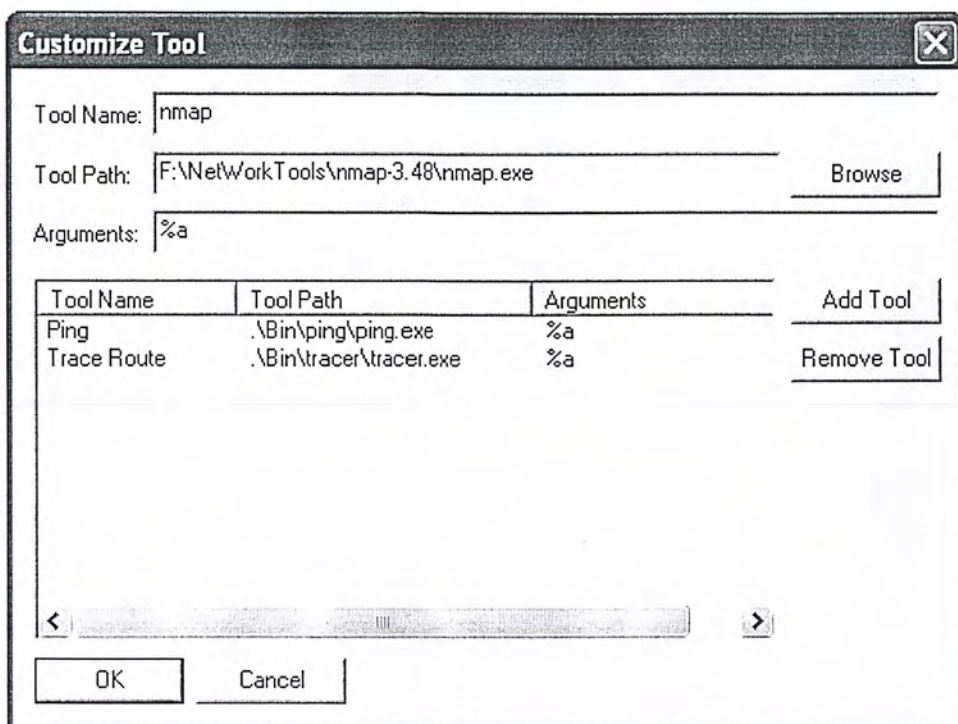 Customize Tool
Tool Name: nmap
Tool Path: F:\NetWorkTools\nmap-3.48\nmap.exe Browse
Arguments: %a
Tool Name Tool Path Arguments Add Tool
Ping .\Bin\ping\ping.exe %a
Trace Route .\Bin\tracer\tracer.exe %a Remove Tool
OK Cancel